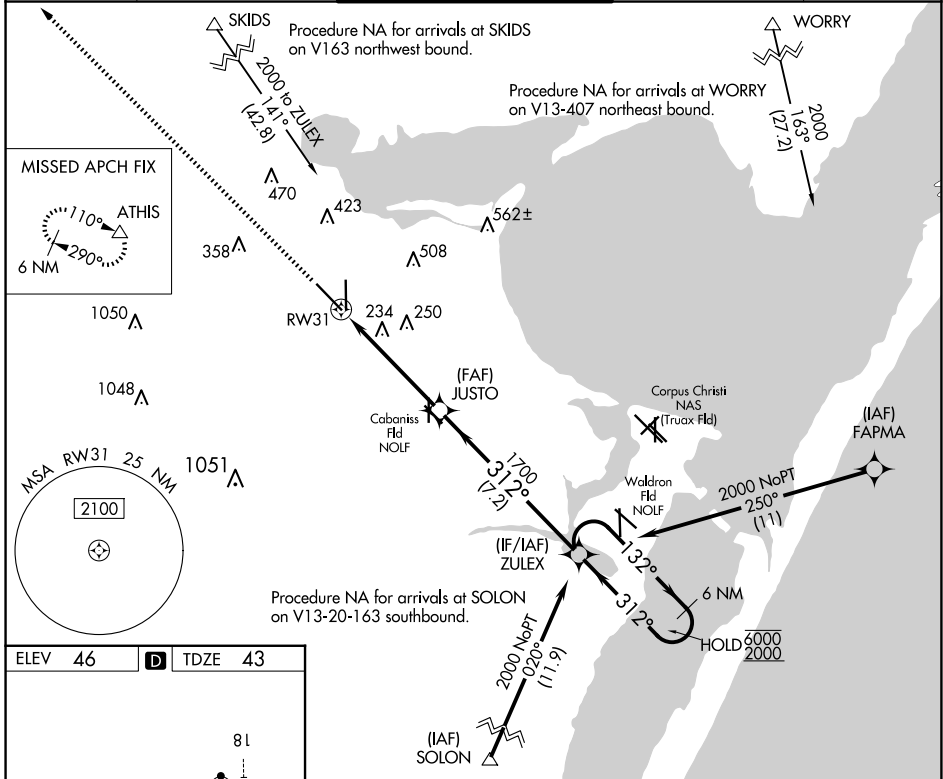 SKIDS
Procedure NA for arrivals at SKIDS
on V163 northwest bound.
WORRY
Procedure NA for arrivals at WORRY
on V13-407 northeast bound.
2000 to ZULEX
141°
(42.8)
2000
163°
(27.2)
MISSED APCH FIX
110°
ATHIS
290°
6 NM
470
423
562±
358
508
1050
RW31
234
250
1048
(FAF)
JUSTO
Cabaniss
Fld
NOLF
Corpus Christi
NAS
(Truax Fld)
(IAF)
FAPMA
MSA RW31 25 NM
2100
1051
1700
312°
(7.2)
Waldron
Fld
NOLF
2000 NoPT
250°
(11)
(IF/IAF)
ZULEX
132°
312°
6 NM
HOLD 6000
2000
Procedure NA for arrivals at SOLON
on V13-20-163 southbound.
2000 NoPT
020°
(11.9)
(IAF)
SOLON
ELEV 46
D
TDZE 43
18